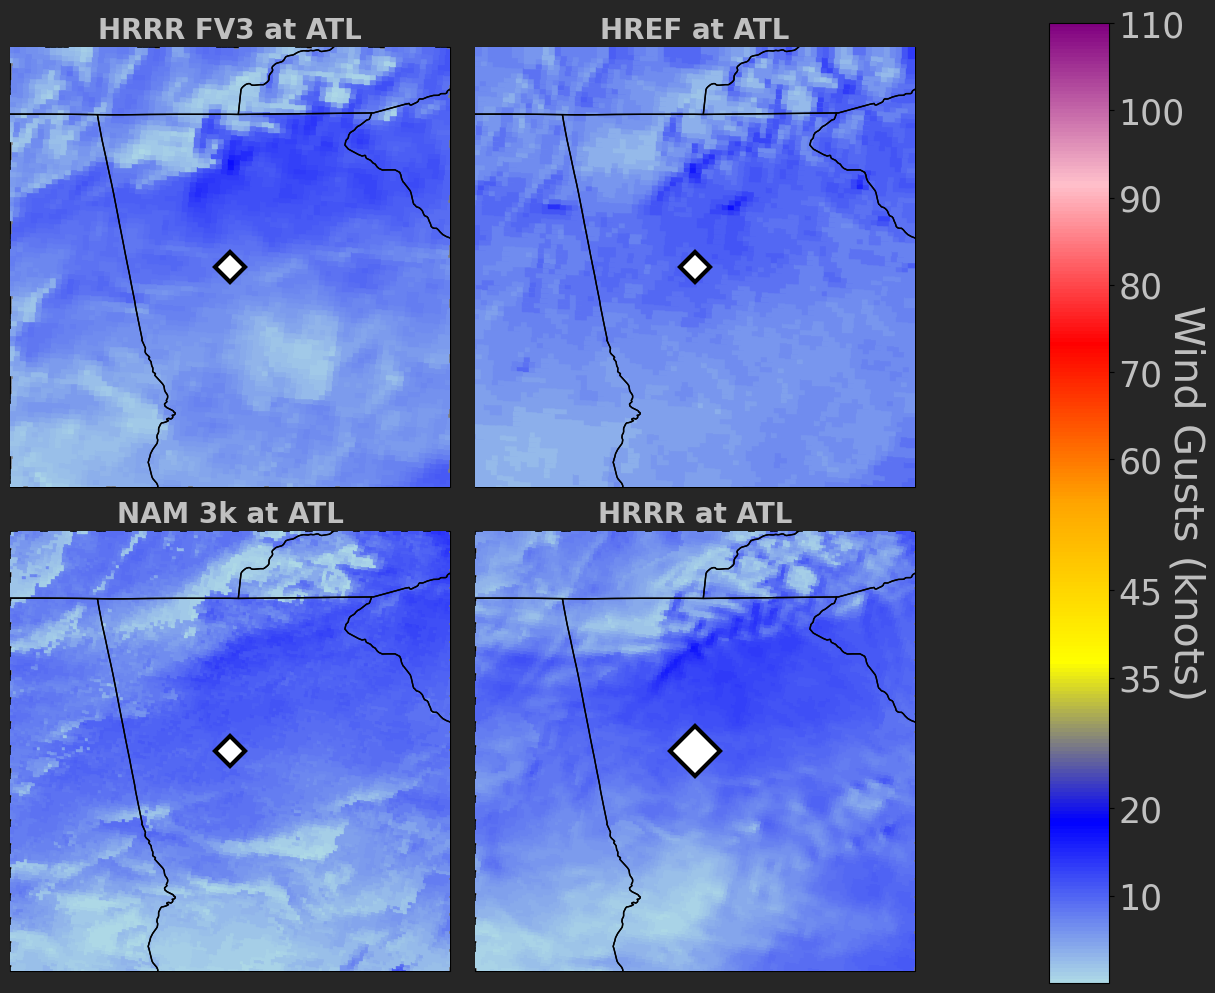 HRRR FV3 at ATL
HREF at ATL
NAM 3k at ATL
HRRR at ATL
110
100
90
80
70
60
45
35
20
10
Wind Gusts (knots)